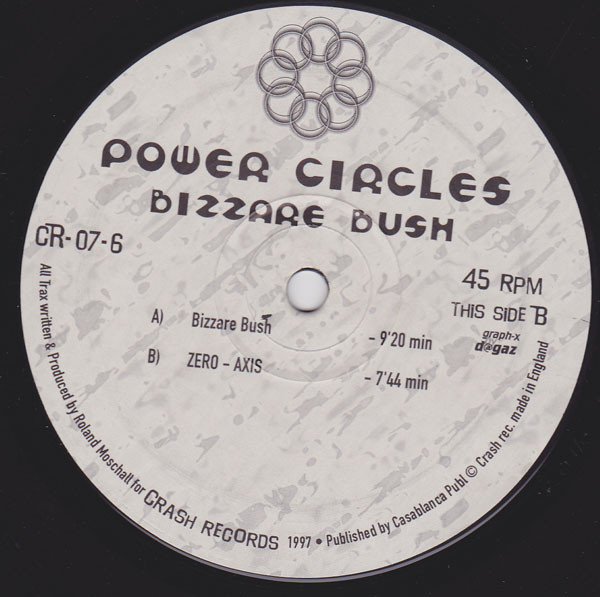 POWER CIRCLES
BIZZARE BUSH
CR-07-6
45 RPM
THIS SIDE B
graph-x
d@gaz
A) Bizzare Bush - 9'20 min
B) ZERO - AXIS - 7'44 min
All Trax written & Produced by Roland Moschall for CRASH RECORDS 1997 • Published by Casablanca Publ © Crash rec. made in England